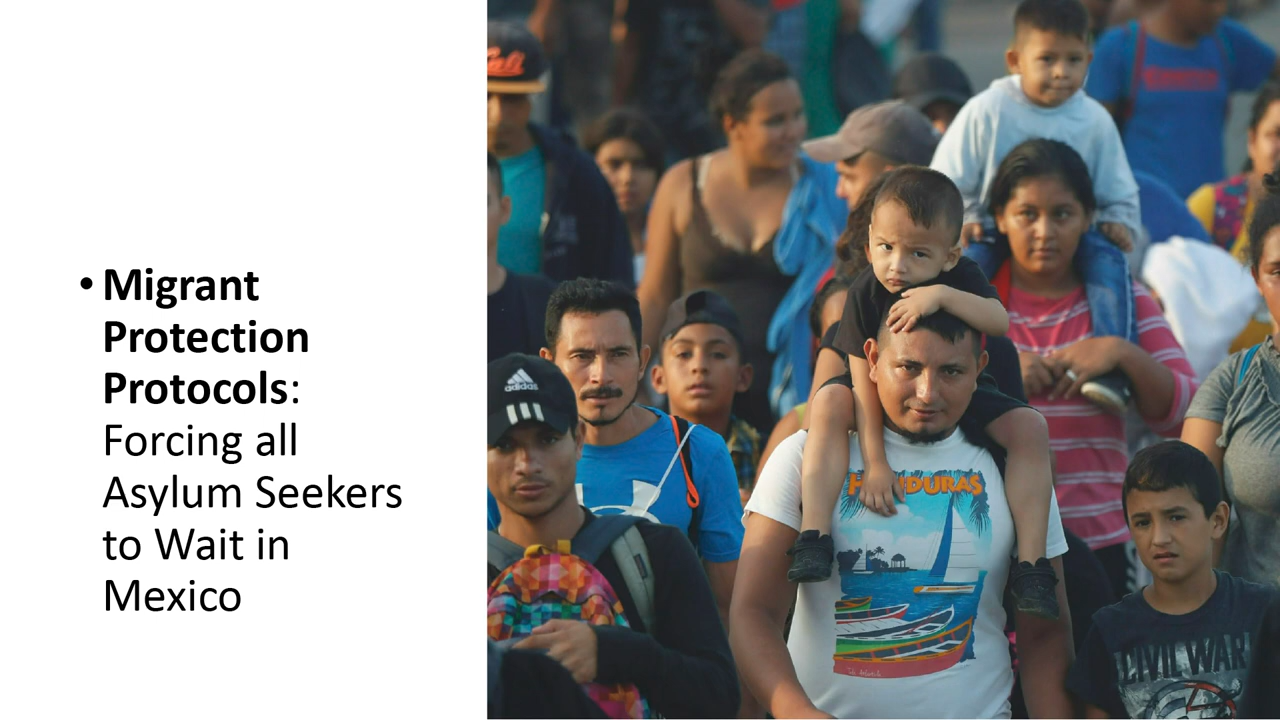 • Migrant
Protection
Protocols:
Forcing all
Asylum Seekers
to Wait in
Mexico
adidas
HONDURAS
CIVIL WAR